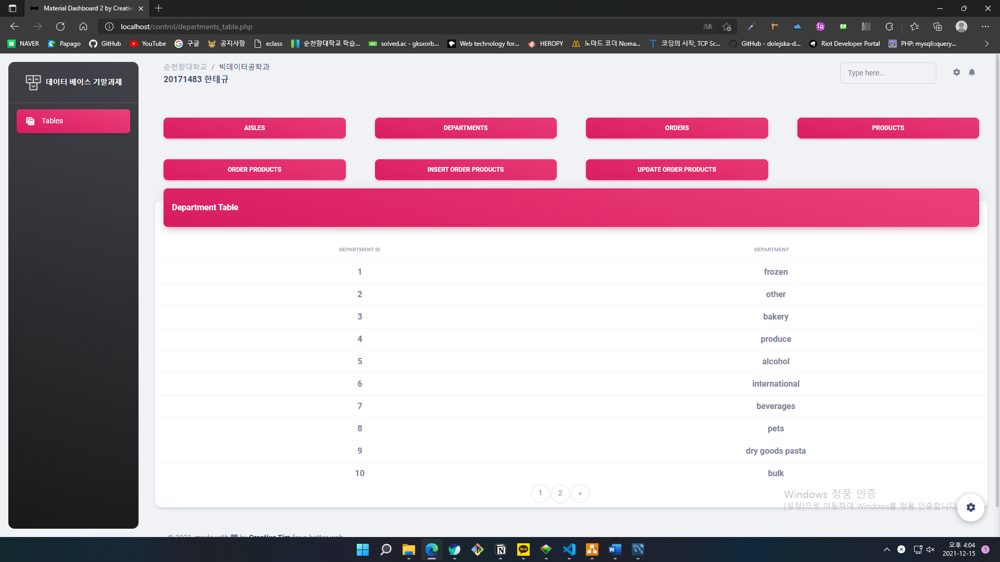 Material Dashboard 2 by Creative
localhost/control/departments_table.php
NAVER
Papago
GitHub
YouTube
구글
공지사항
eclass
순천향대학교 학습...
solved.ac - gksxorb...
Web technology for...
HEROPY
노마드 코더 Noma...
코딩의 시작, TCP Sc...
GitHub - dolejska-d...
Riot Developer Portal
PHP: mysqli::query...
데이터 베이스 기말과제
Tables
순천향대학교 / 빅데이터공학과
20171483 한태규
Type here...
AISLES
DEPARTMENTS
ORDERS
PRODUCTS
ORDER PRODUCTS
INSERT ORDER PRODUCTS
UPDATE ORDER PRODUCTS
Department Table
DEPARTMENT ID DEPARTMENT
1 frozen
2 other
3 bakery
4 produce
5 alcohol
6 international
7 beverages
8 pets
9 dry goods pasta
10 bulk
1 2 »
Windows 정품 인증
[설정]으로 이동하여 Windows를 정품 인증합니다.
© 2021, made with by Creative Tim for a better web.
오후 4:04
2021-12-15
1